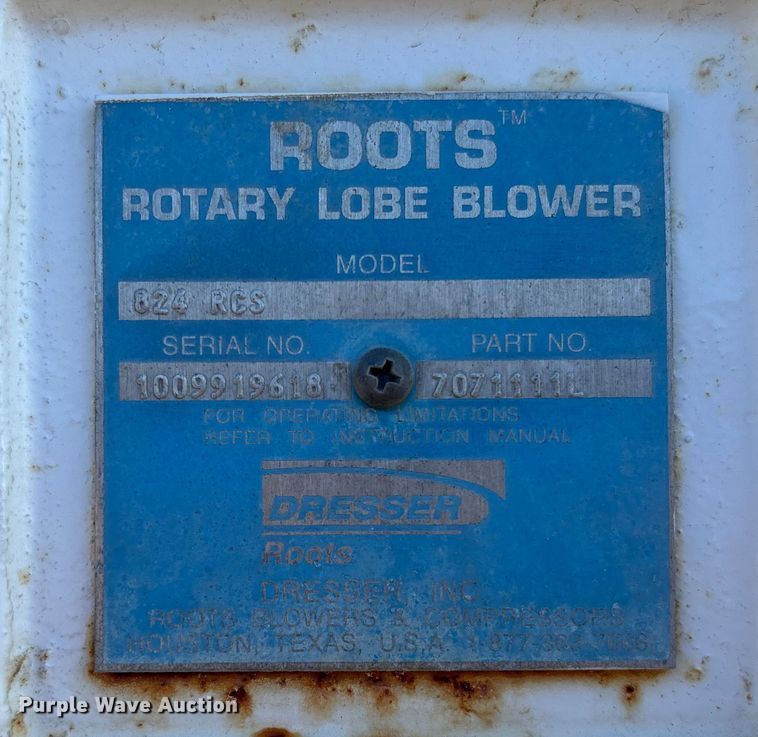 ROOTS™
ROTARY LOBE BLOWER
MODEL
824 RCS
SERIAL NO. PART NO.
1009919618 7071111L
FOR OPERATING LIMITATIONS
REFER TO INSTRUCTION MANUAL
DRESSER
Roots
DRESSER, INC.
ROOTS BLOWERS & COMPRESSORS
HOUSTON, TEXAS, U.S.A.
Purple Wave Auction